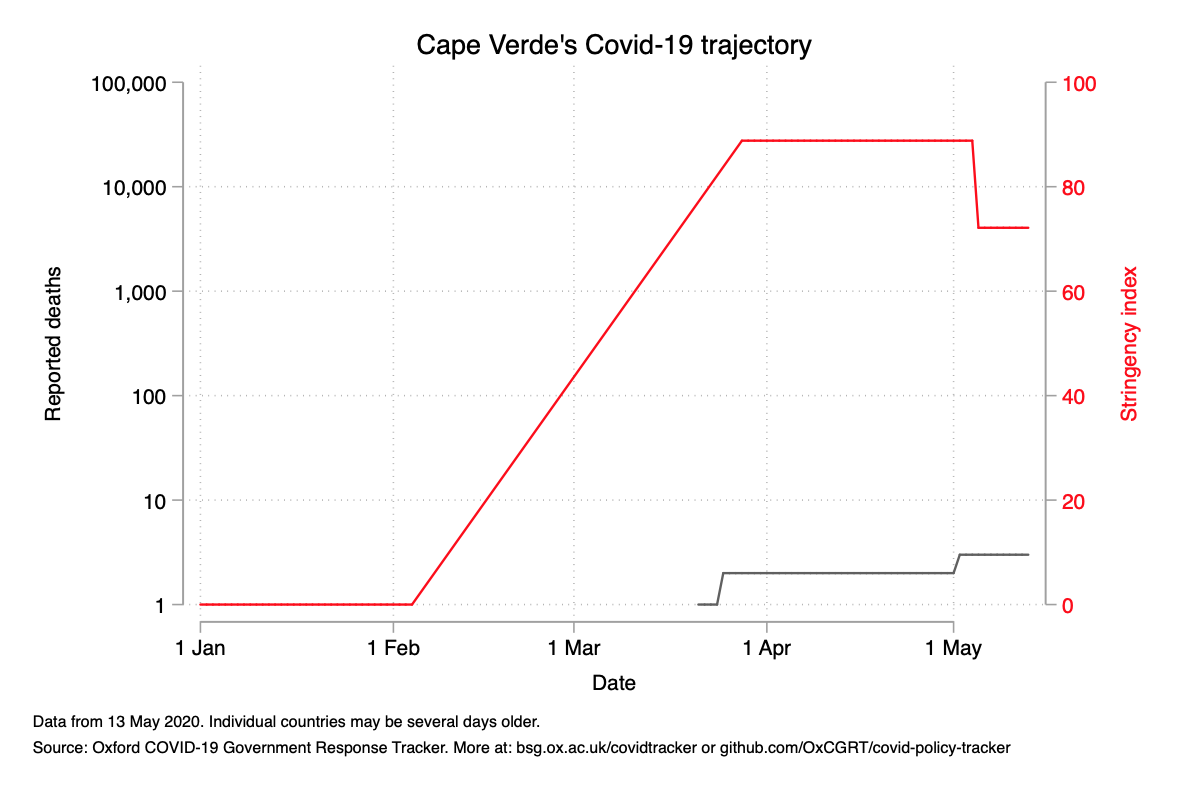 Cape Verde's Covid-19 trajectory
100,000
10,000
1,000
100
10
1
Reported deaths
100
80
60
40
20
0
Stringency index
1 Jan
1 Feb
1 Mar
1 Apr
1 May
Date
Data from 13 May 2020. Individual countries may be several days older.
Source: Oxford COVID-19 Government Response Tracker. More at: bsg.ox.ac.uk/covidtracker or github.com/OxCGRT/covid-policy-tracker